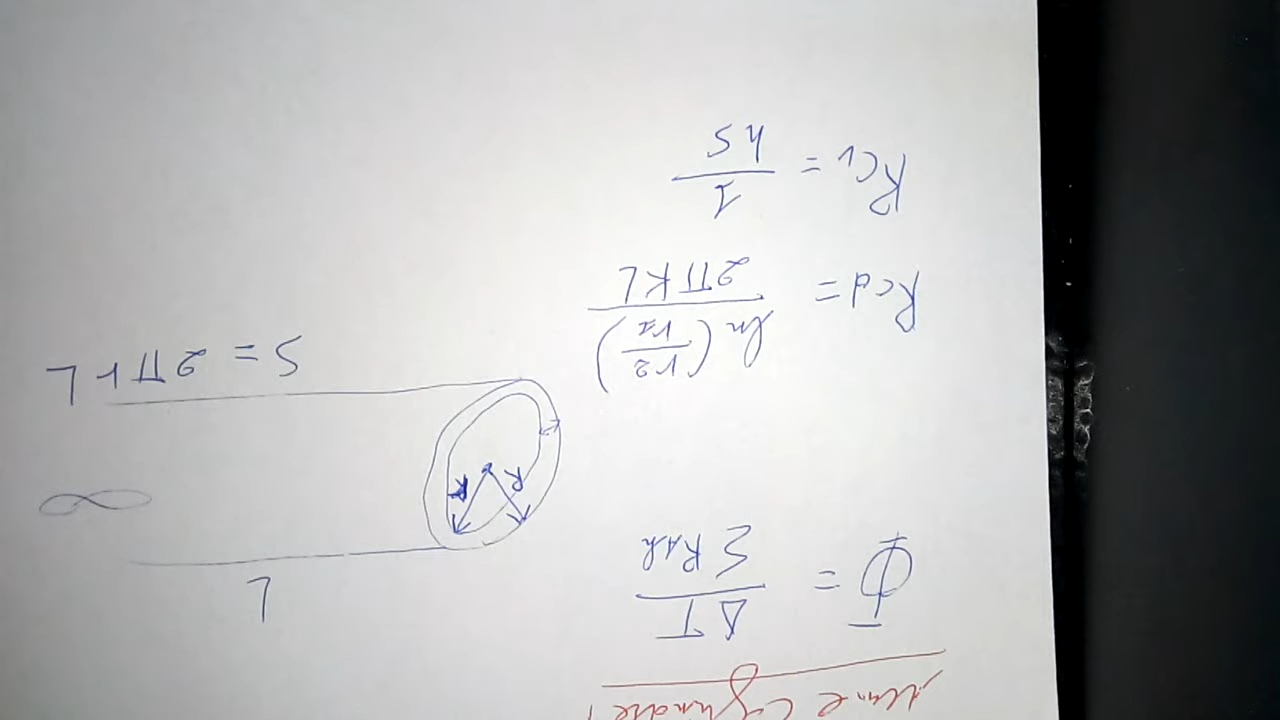 Φ = ΔT / Σ Rth
L
R R
∞
Rcd = ln(r2/r1) / 2πKL
S = 2πrL
Rcv = 1 / hS